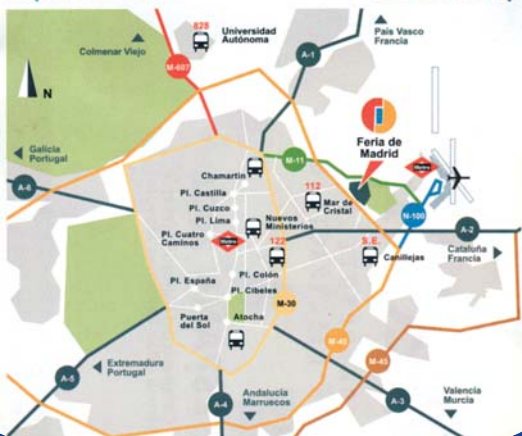 828
Universidad
Autónoma
País Vasco
Francia
Colmenar Viejo
A-1
M-607
N
Feria de
Madrid
Galicia
Portugal
M-11
Metro
Chamartín
A-6
Pl. Castilla
112
Mar de
Cristal
Pl. Cuzco
Pl. Lima
Nuevos
Ministerios
N-100
A-2
Pl. Cuatro
Caminos
Metro
122
S.E.
Canillejas
Cataluña
Francia
Pl. España
Pl. Colón
Pl. Cibeles
M-30
Puerta
del Sol
Atocha
M-40
M-45
Extremadura
Portugal
A-5
Andalucía
Marruecos
A-4
A-3
Valencia
Murcia